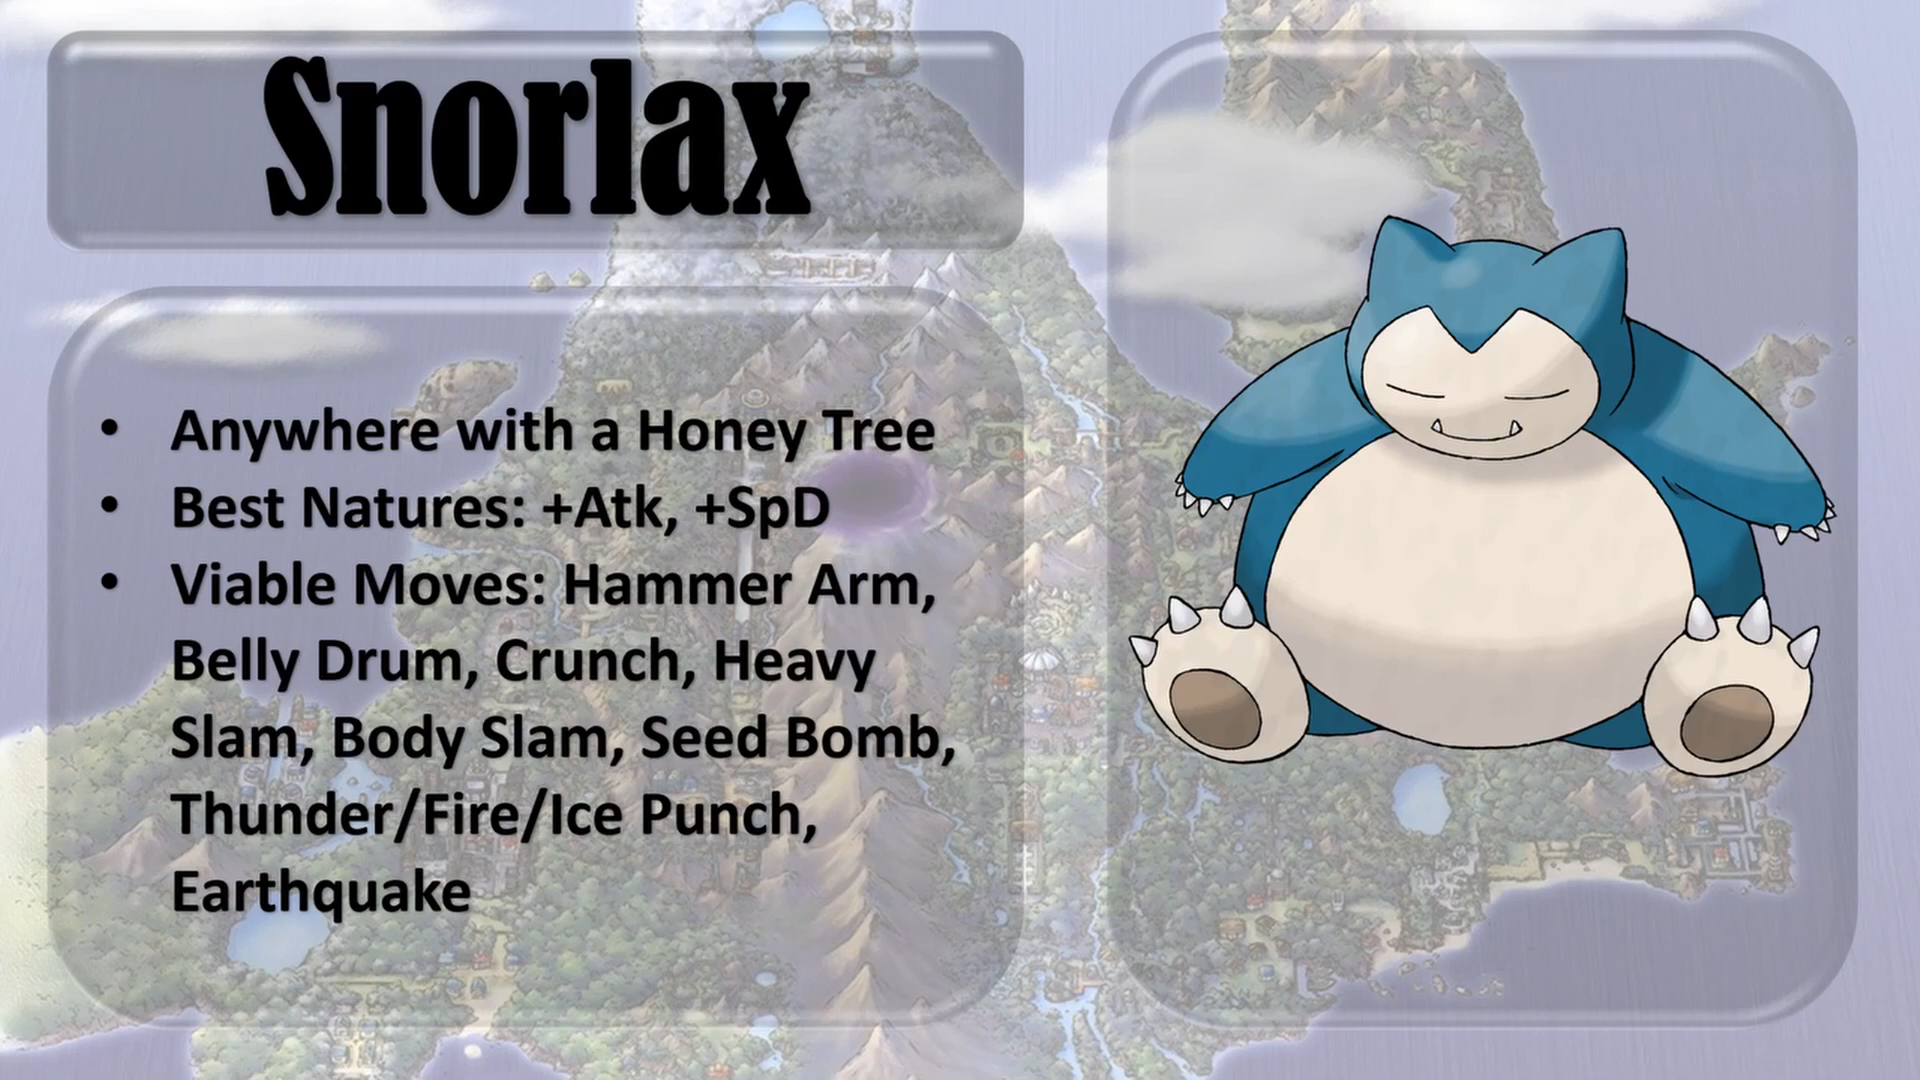 Snorlax
• Anywhere with a Honey Tree
• Best Natures: +Atk, +SpD
• Viable Moves: Hammer Arm,
Belly Drum, Crunch, Heavy
Slam, Body Slam, Seed Bomb,
Thunder/Fire/Ice Punch,
Earthquake